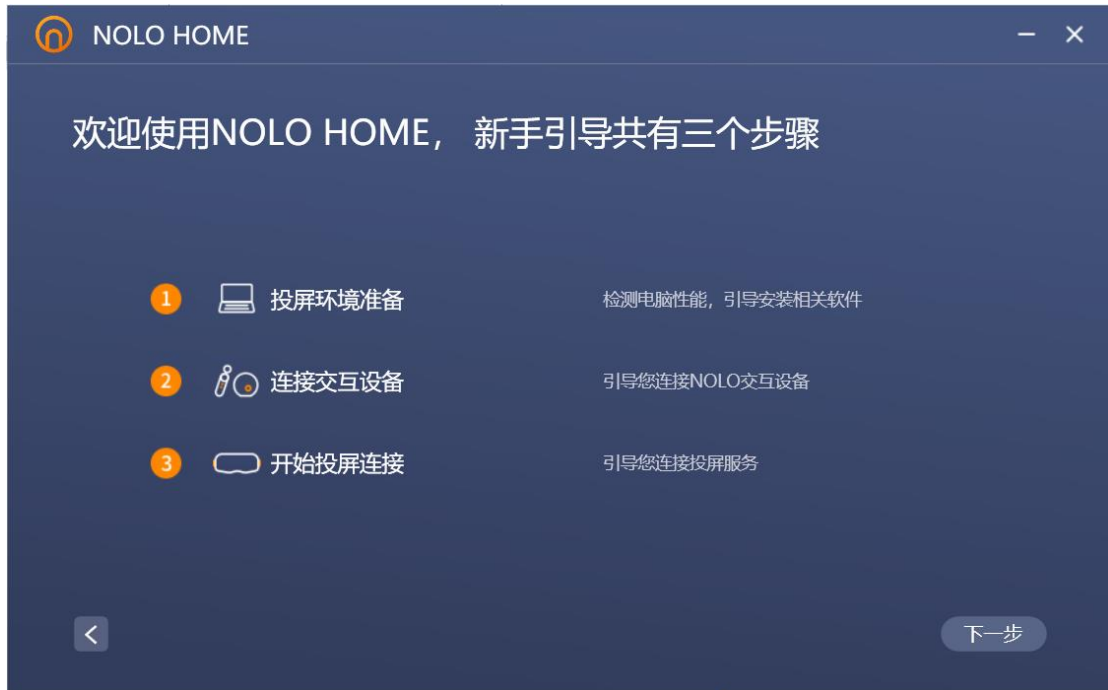 NOLO HOME
欢迎使用NOLO HOME, 新手引导共有三个步骤
1 投屏环境准备 检测电脑性能，引导安装相关软件
2 连接交互设备 引导您连接NOLO交互设备
3 开始投屏连接 引导您连接投屏服务
下一步